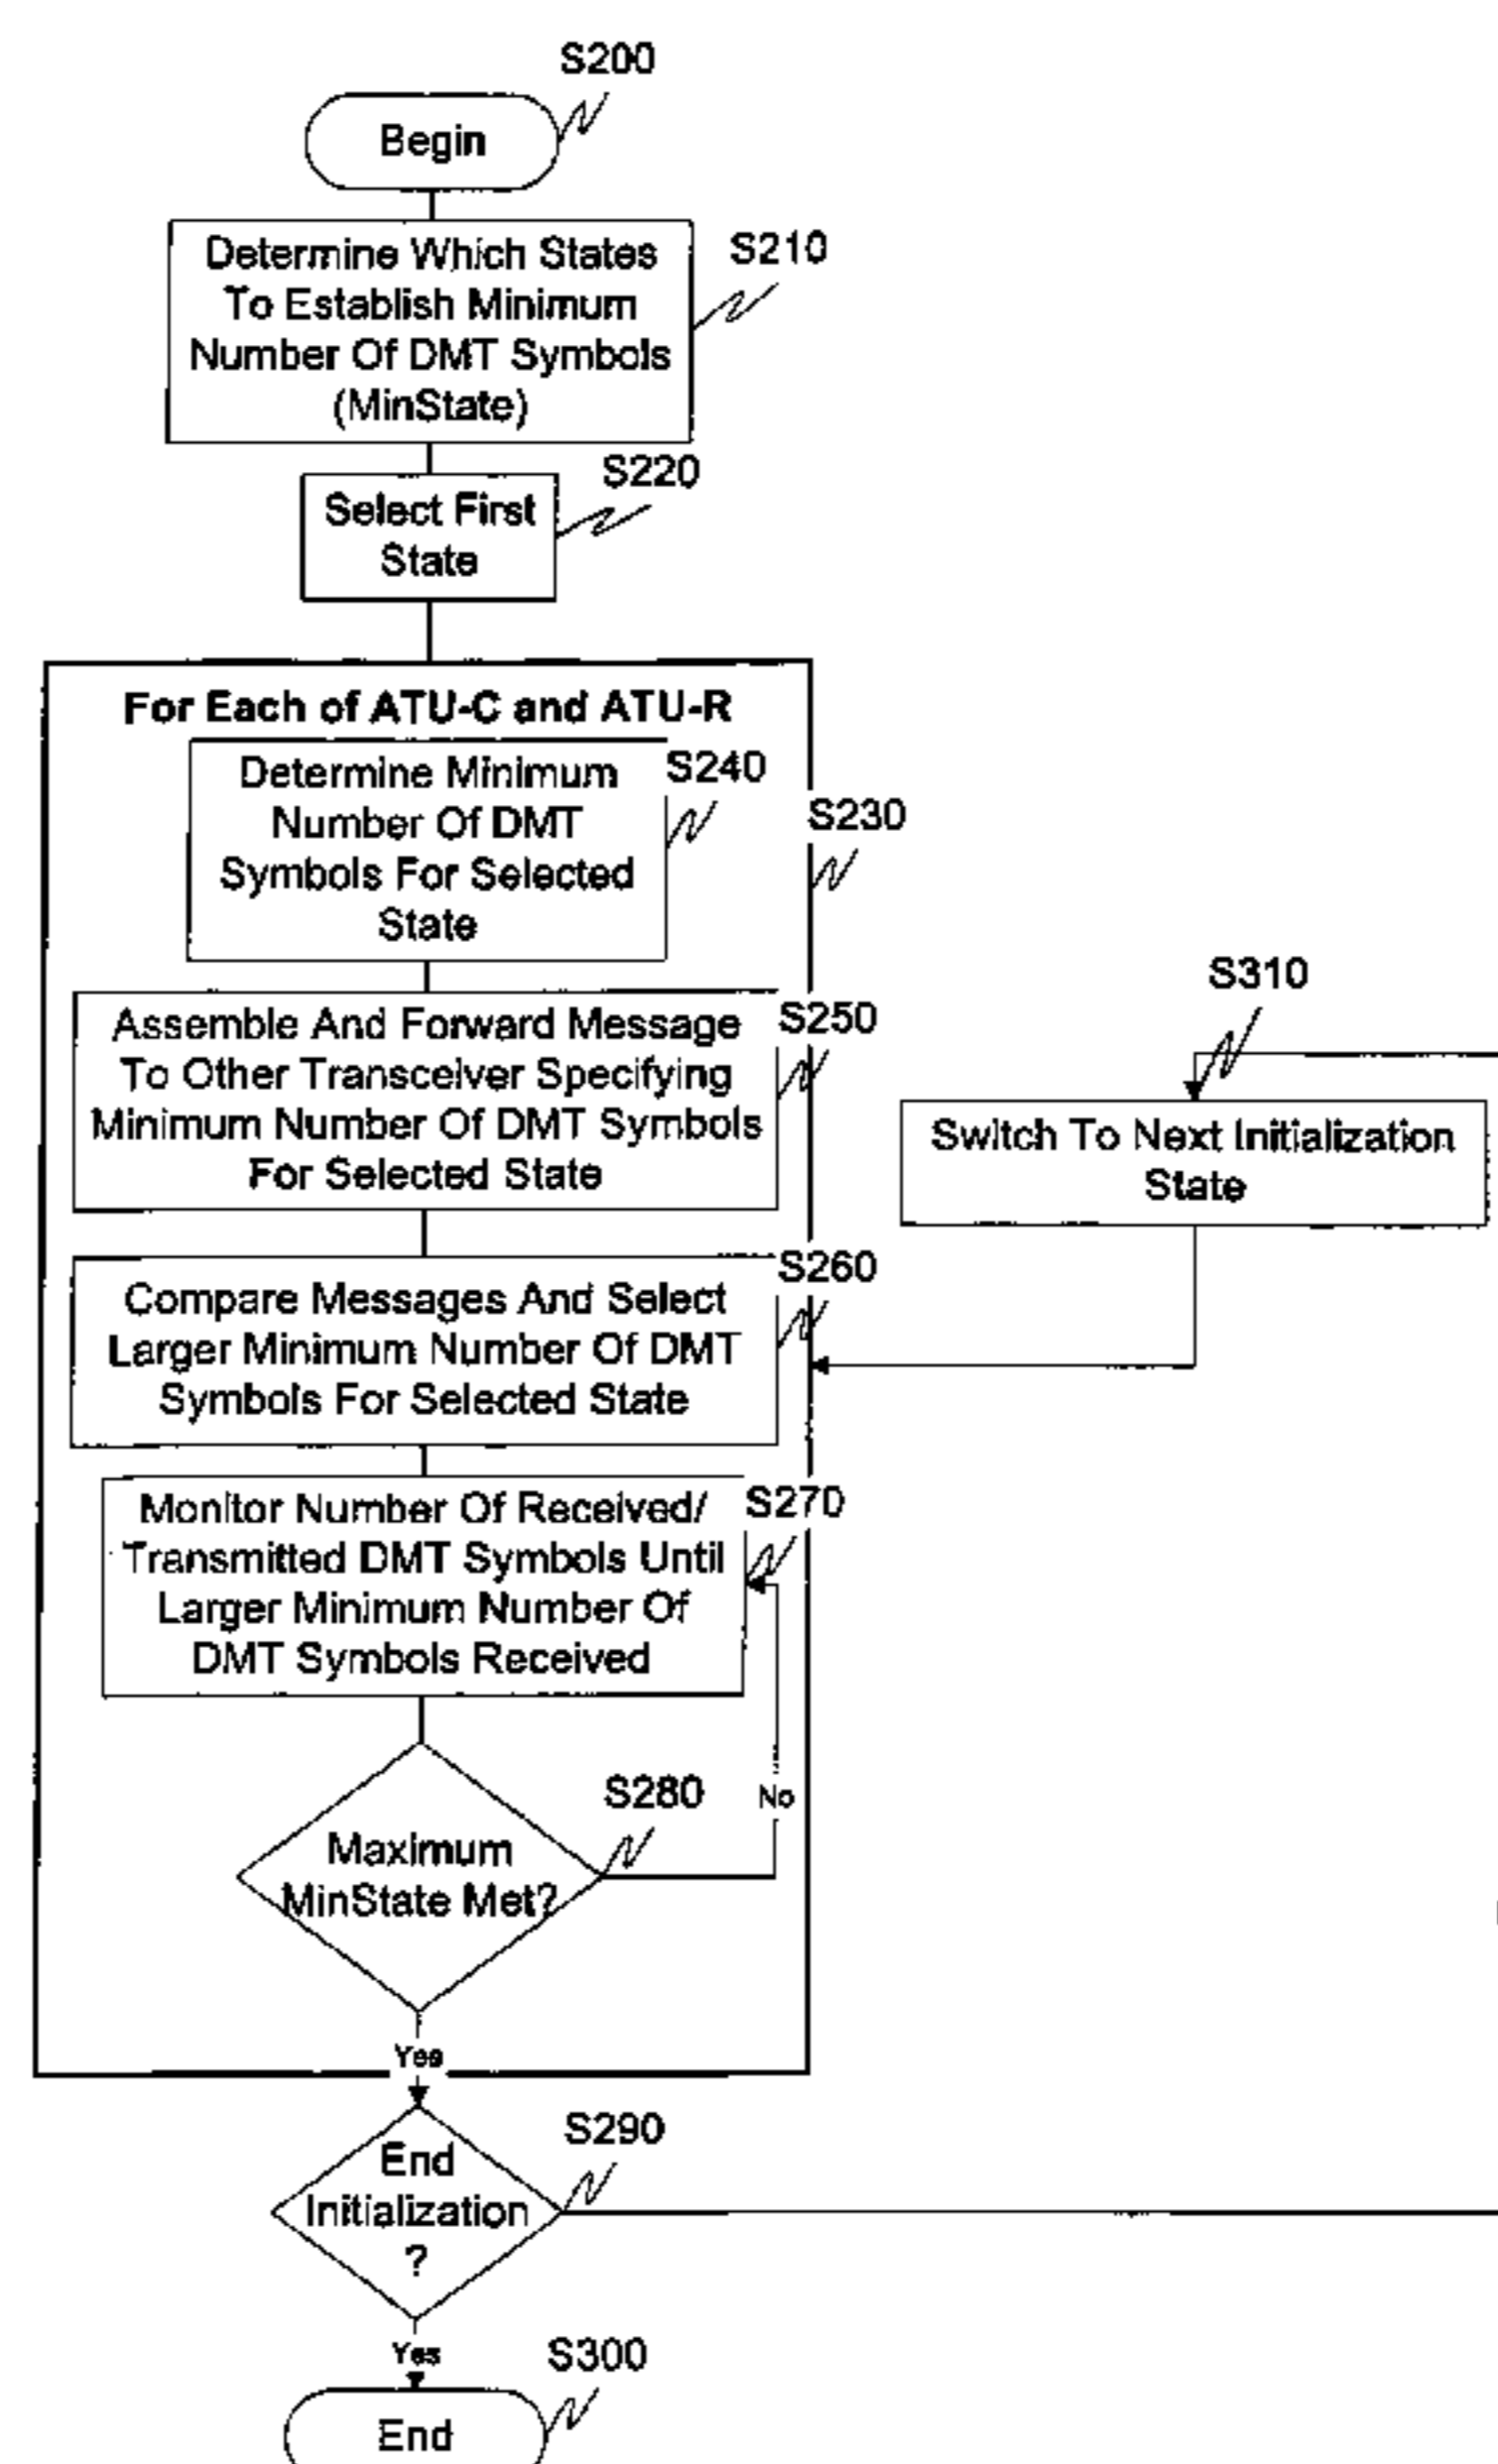 S200
Begin
S210
Determine Which States
To Establish Minimum
Number Of DMT Symbols
(MinState)
S220
Select First
State
For Each of ATU-C and ATU-R
S230
S240
Determine Minimum
Number Of DMT
Symbols For Selected
State
S250
Assemble And Forward Message
To Other Transceiver Specifying
Minimum Number Of DMT Symbols
For Selected State
S310
Switch To Next Initialization
State
S260
Compare Messages And Select
Larger Minimum Number Of DMT
Symbols For Selected State
S270
Monitor Number Of Received/
Transmitted DMT Symbols Until
Larger Minimum Number Of
DMT Symbols Received
S280
No
Maximum
MinState Met?
Yes
S290
End
Initialization
?
Yes
S300
End